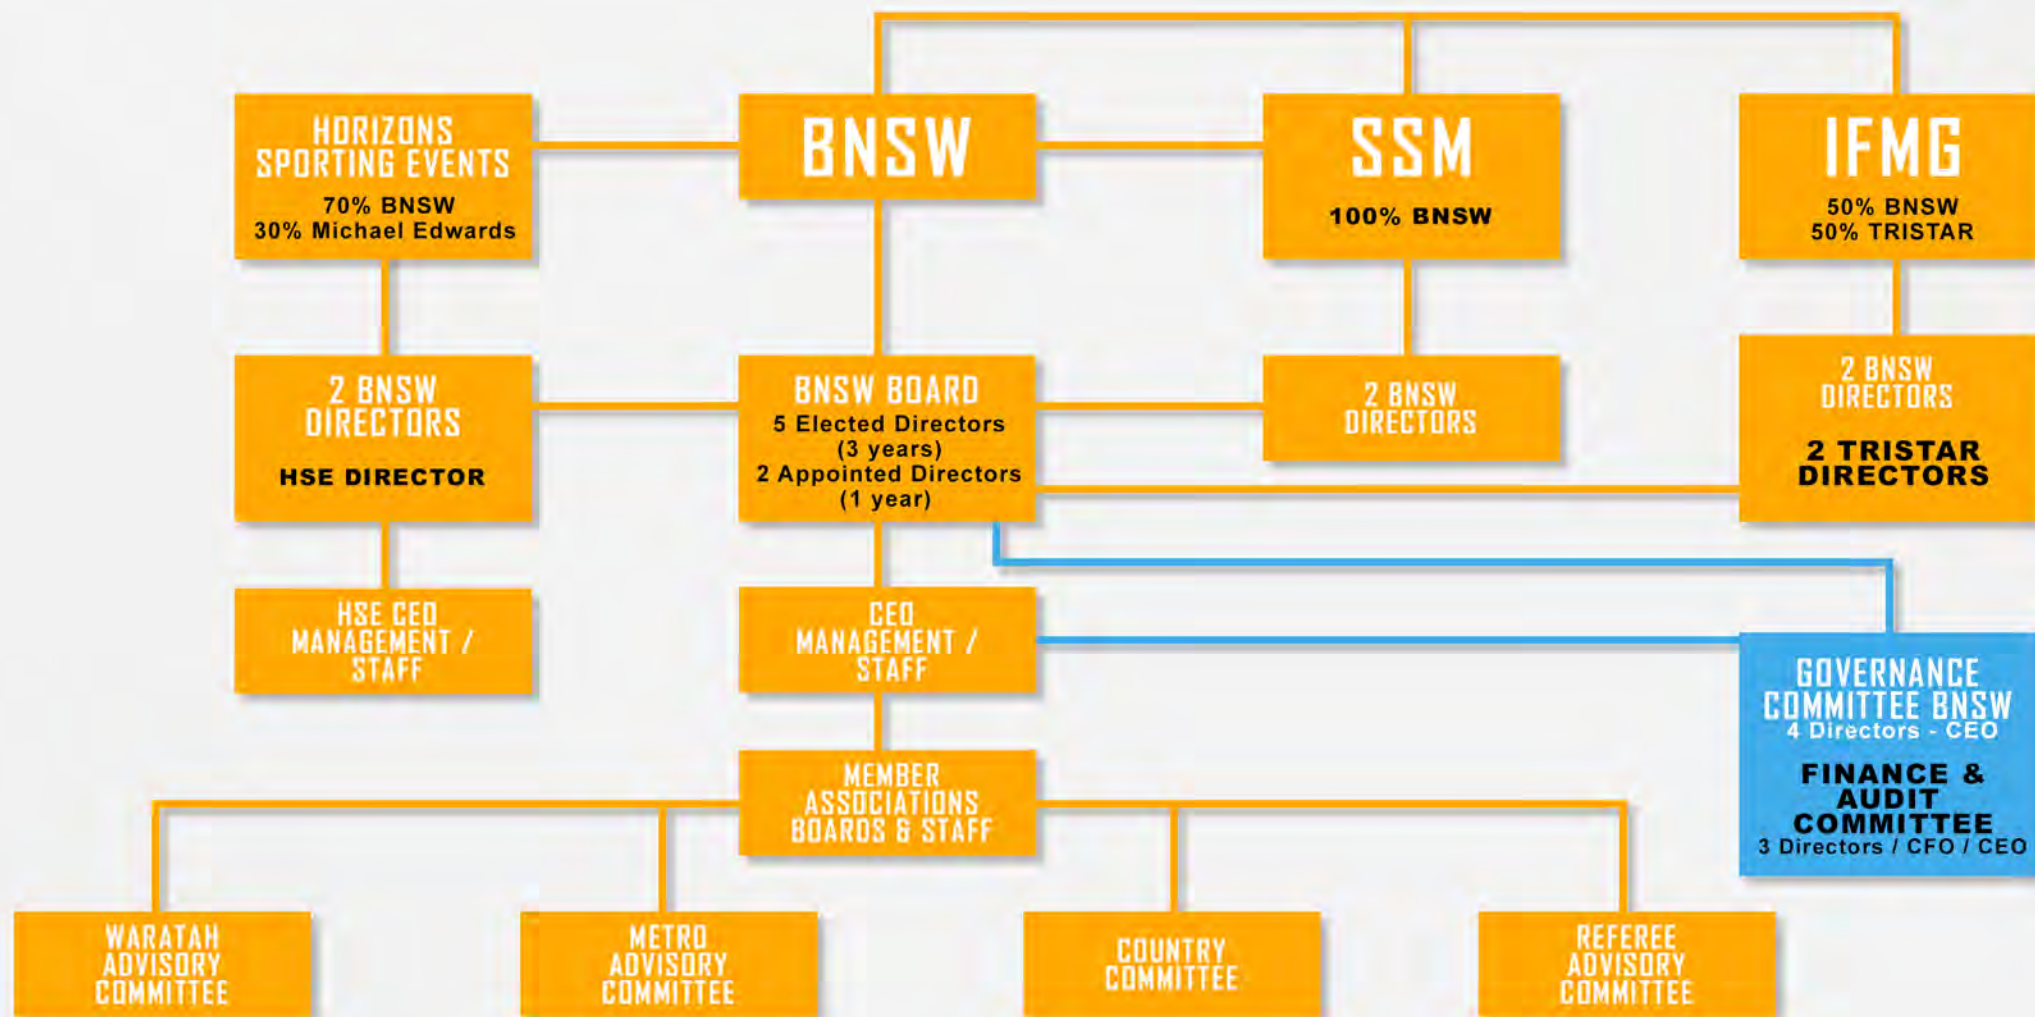 HORIZONS
SPORTING EVENTS
70% BNSW
30% Michael Edwards
BNSW
SSM
100% BNSW
IFMG
50% BNSW
50% TRISTAR
2 BNSW
DIRECTORS
HSE DIRECTOR
BNSW BOARD
5 Elected Directors
(3 years)
2 Appointed Directors
(1 year)
2 BNSW
DIRECTORS
2 BNSW
DIRECTORS
2 TRISTAR
DIRECTORS
HSE CEO
MANAGEMENT /
STAFF
CEO
MANAGEMENT /
STAFF
GOVERNANCE
COMMITTEE BNSW
4 Directors - CEO
FINANCE &
AUDIT
COMMITTEE
3 Directors / CFO / CEO
MEMBER
ASSOCIATIONS
BOARDS & STAFF
WARATAH
ADVISORY
COMMITTEE
METRO
ADVISORY
COMMITTEE
COUNTRY
COMMITTEE
REFEREE
ADVISORY
COMMITTEE